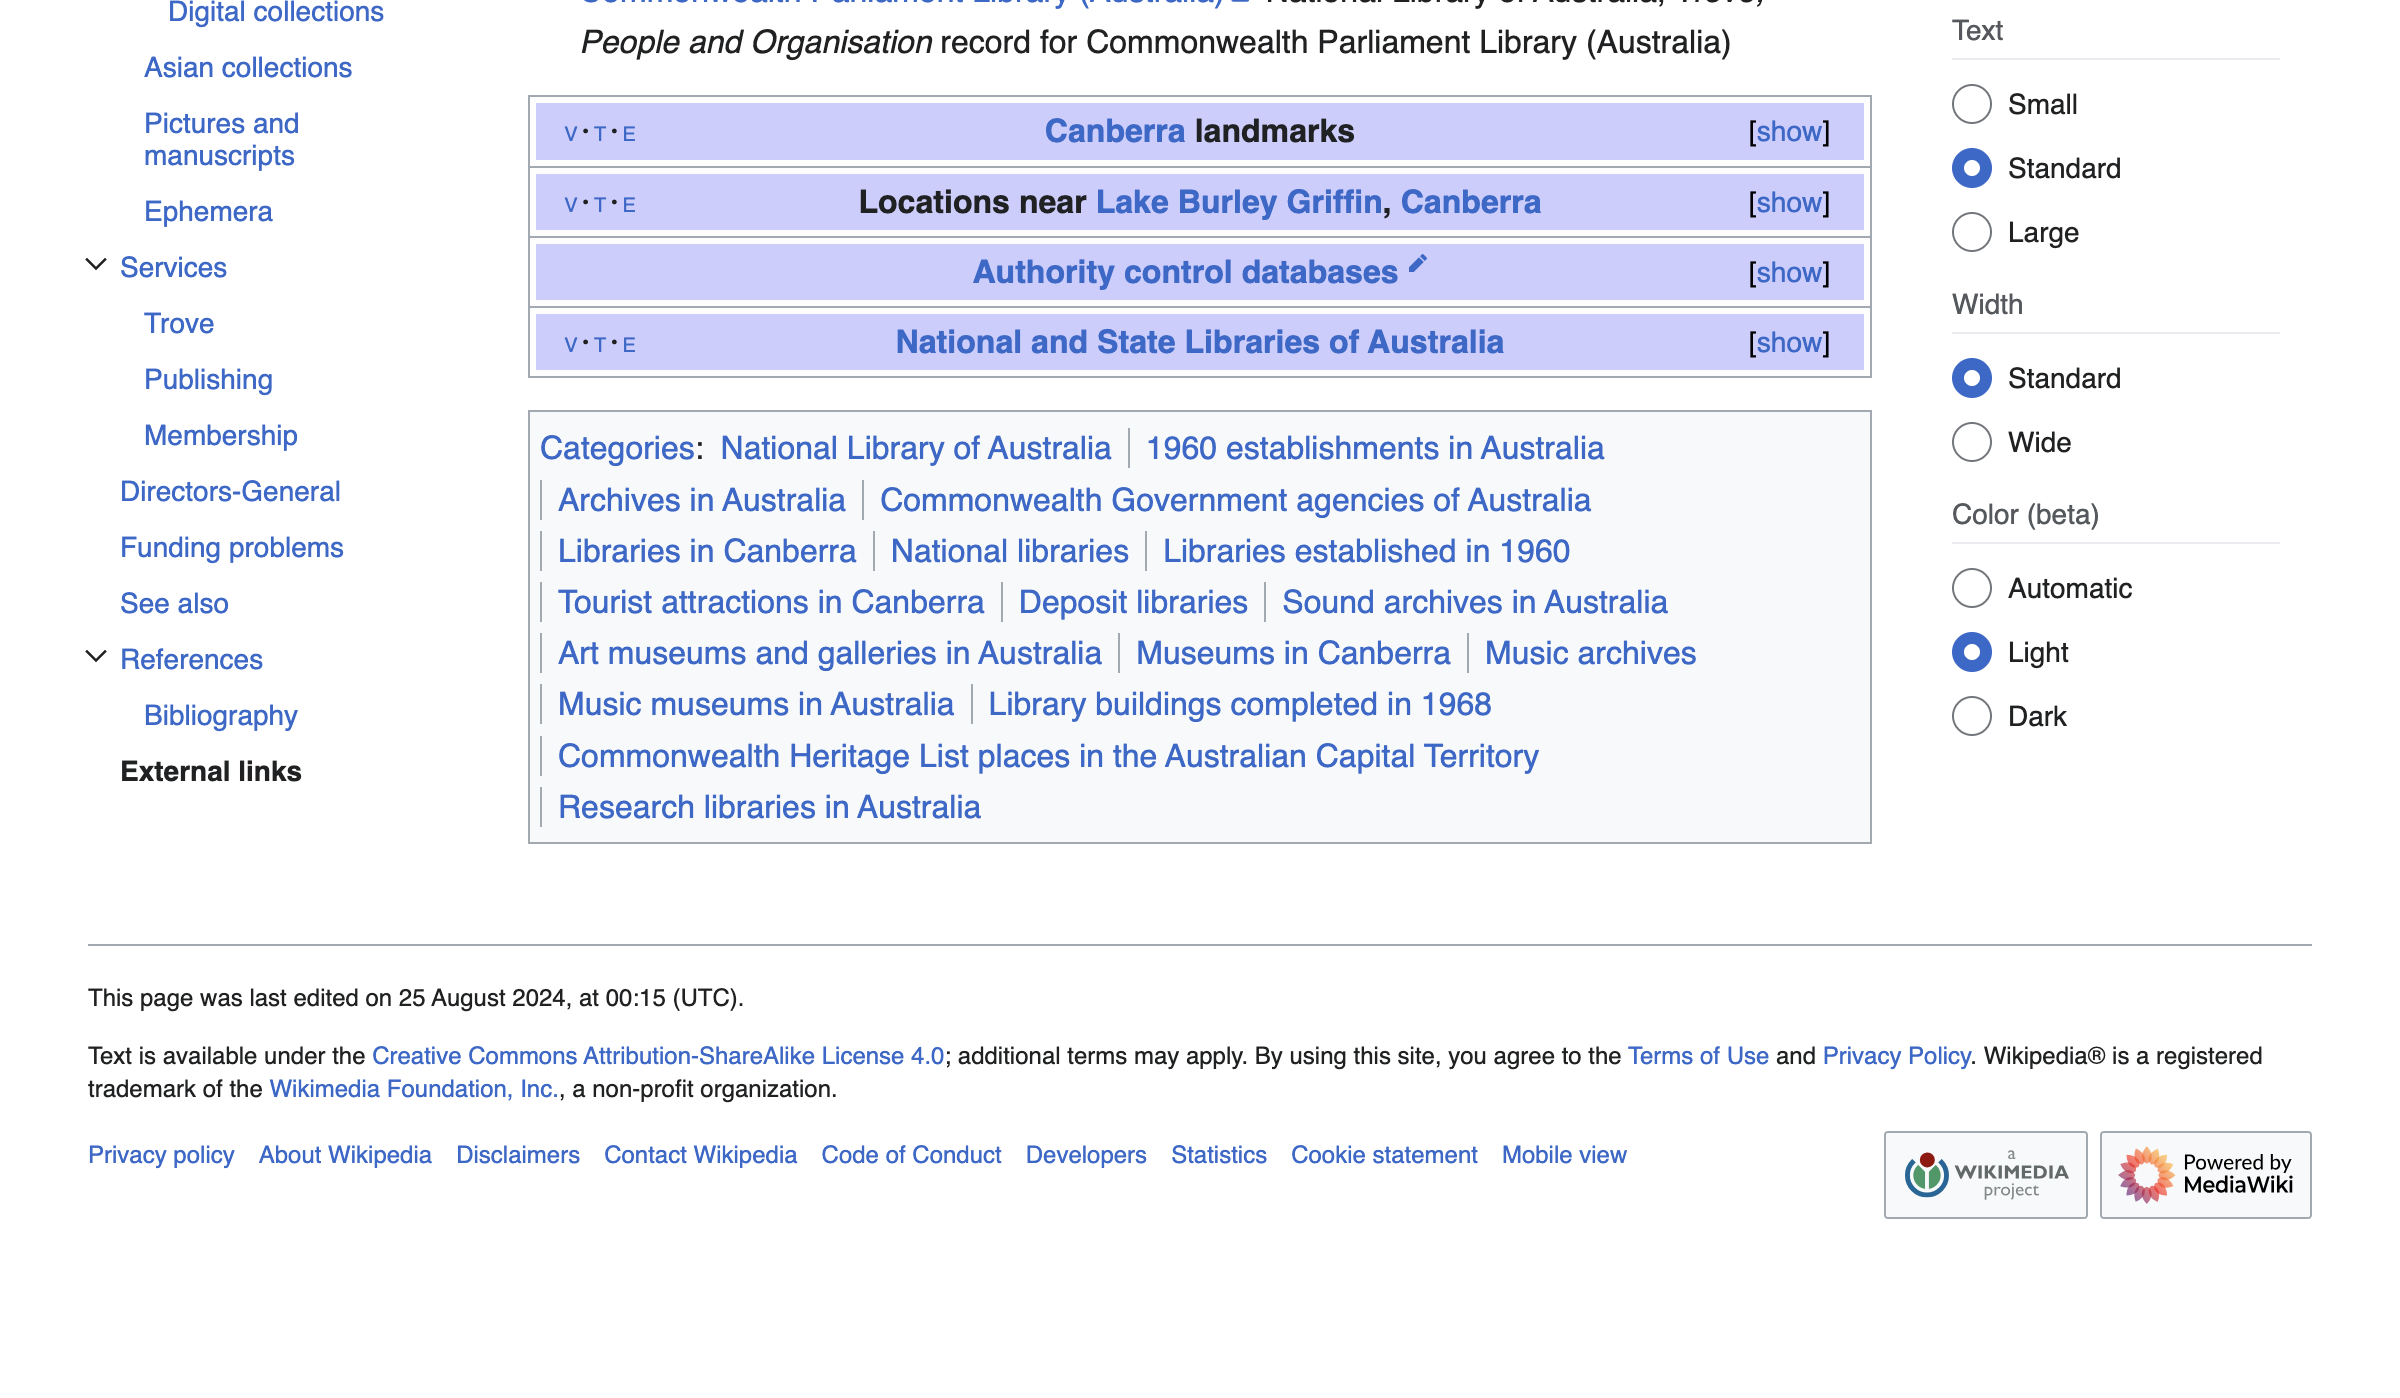 Digital collections
Asian collections
Pictures and
manuscripts
Ephemera
Services
Trove
Publishing
Membership
Directors-General
Funding problems
See also
References
Bibliography
External links
Commonwealth Parliament Library (Australia) National Library of Australia, Trove,
People and Organisation record for Commonwealth Parliament Library (Australia)
V · T · E Canberra landmarks [show]
V · T · E Locations near Lake Burley Griffin, Canberra [show]
Authority control databases [show]
V · T · E National and State Libraries of Australia [show]
Categories: National Library of Australia | 1960 establishments in Australia
| Archives in Australia | Commonwealth Government agencies of Australia
| Libraries in Canberra | National libraries | Libraries established in 1960
| Tourist attractions in Canberra | Deposit libraries | Sound archives in Australia
| Art museums and galleries in Australia | Museums in Canberra | Music archives
| Music museums in Australia | Library buildings completed in 1968
| Commonwealth Heritage List places in the Australian Capital Territory
| Research libraries in Australia
Text
Small
Standard
Large
Width
Standard
Wide
Color (beta)
Automatic
Light
Dark
This page was last edited on 25 August 2024, at 00:15 (UTC).
Text is available under the Creative Commons Attribution-ShareAlike License 4.0; additional terms may apply. By using this site, you agree to the Terms of Use and Privacy Policy. Wikipedia® is a registered
trademark of the Wikimedia Foundation, Inc., a non-profit organization.
Privacy policy About Wikipedia Disclaimers Contact Wikipedia Code of Conduct Developers Statistics Cookie statement Mobile view
a
WIKIMEDIA
project
Powered by
MediaWiki